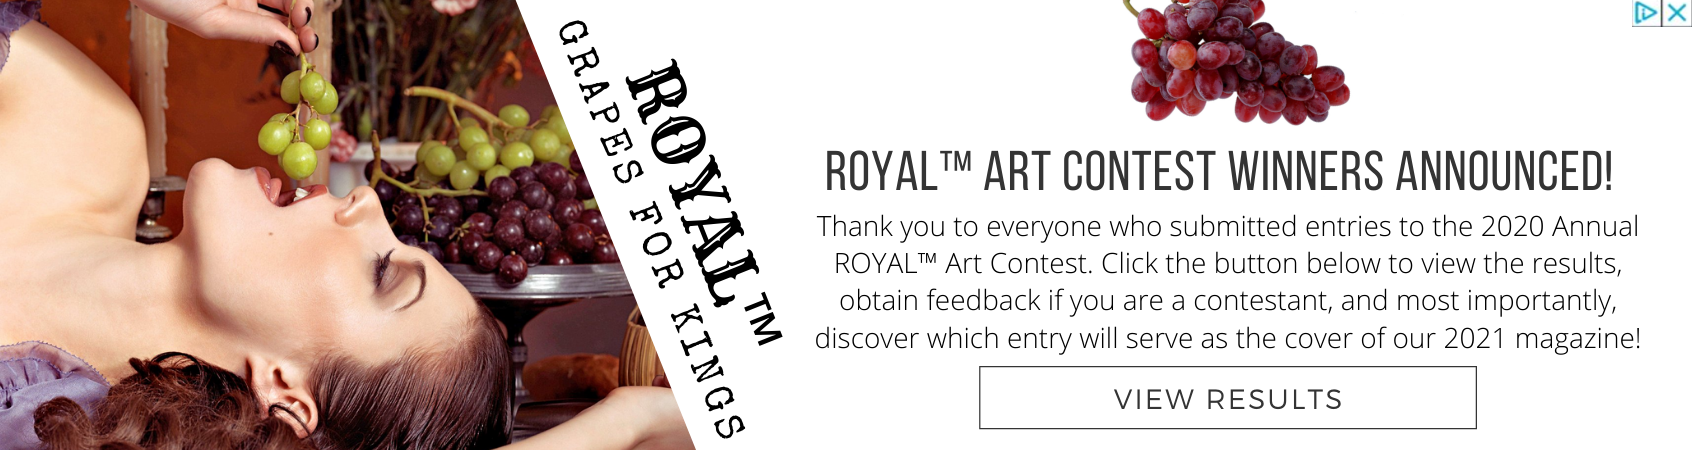 GRAPES FOR KINGS
ROYAL™
ROYAL™ ART CONTEST WINNERS ANNOUNCED!
Thank you to everyone who submitted entries to the 2020 Annual
ROYAL™ Art Contest. Click the button below to view the results,
obtain feedback if you are a contestant, and most importantly,
discover which entry will serve as the cover of our 2021 magazine!
VIEW RESULTS